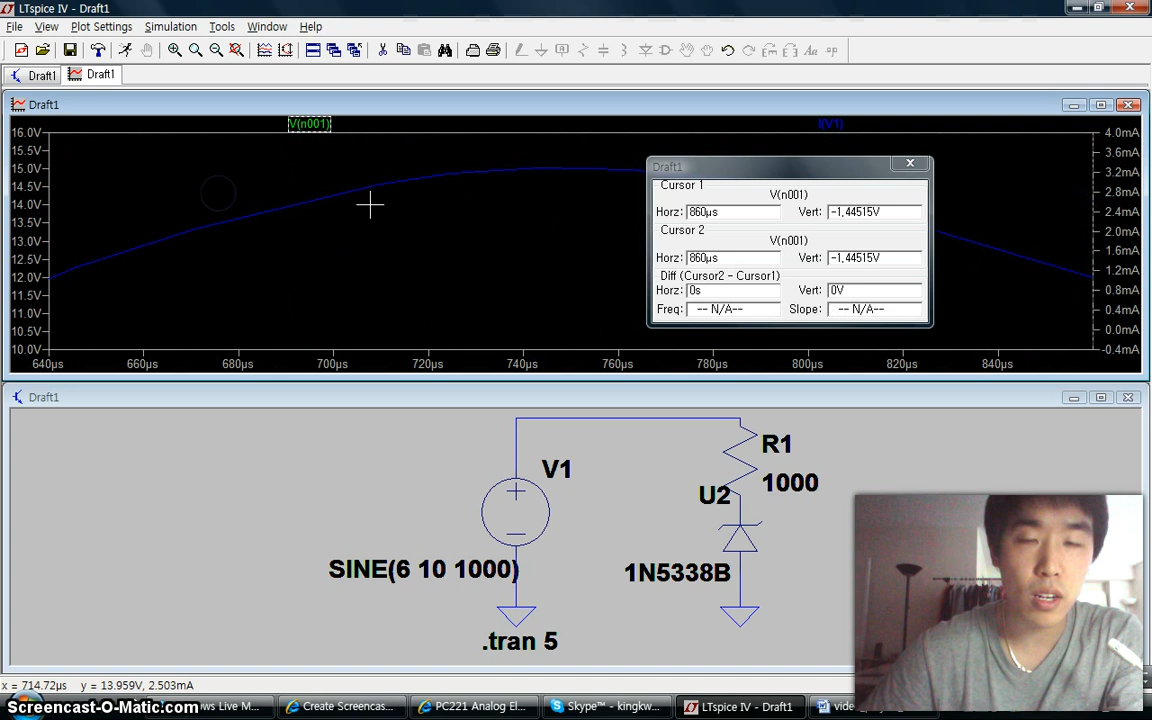 LTspice IV - Draft1
File View Plot Settings Simulation Tools Window Help
Draft1 Draft1
Draft1
V(n001) I(V1)
16.0V
15.5V
15.0V
14.5V
14.0V
13.5V
13.0V
12.5V
12.0V
11.5V
11.0V
10.5V
10.0V
4.0mA
3.6mA
3.2mA
2.8mA
2.4mA
2.0mA
1.6mA
1.2mA
0.8mA
0.4mA
0.0mA
-0.4mA
640µs 660µs 680µs 700µs 720µs 740µs 760µs 780µs 800µs 820µs 840µs
Draft1
Cursor 1
V(n001)
Horz: 860µs Vert: -1.44515V
Cursor 2
V(n001)
Horz: 860µs Vert: -1.44515V
Diff (Cursor2 - Cursor1)
Horz: 0s Vert: 0V
Freq: -- N/A-- Slope: -- N/A--
Draft1
V1
R1
1000
U2
SINE(6 10 1000)
1N5338B
.tran 5
x = 714.72µs y = 13.959V, 2.503mA
Screencast-O-Matic.com
ws Live M... Create Screencas... PC221 Analog El... Skype™ - kingkw... LTspice IV - Draft1 video